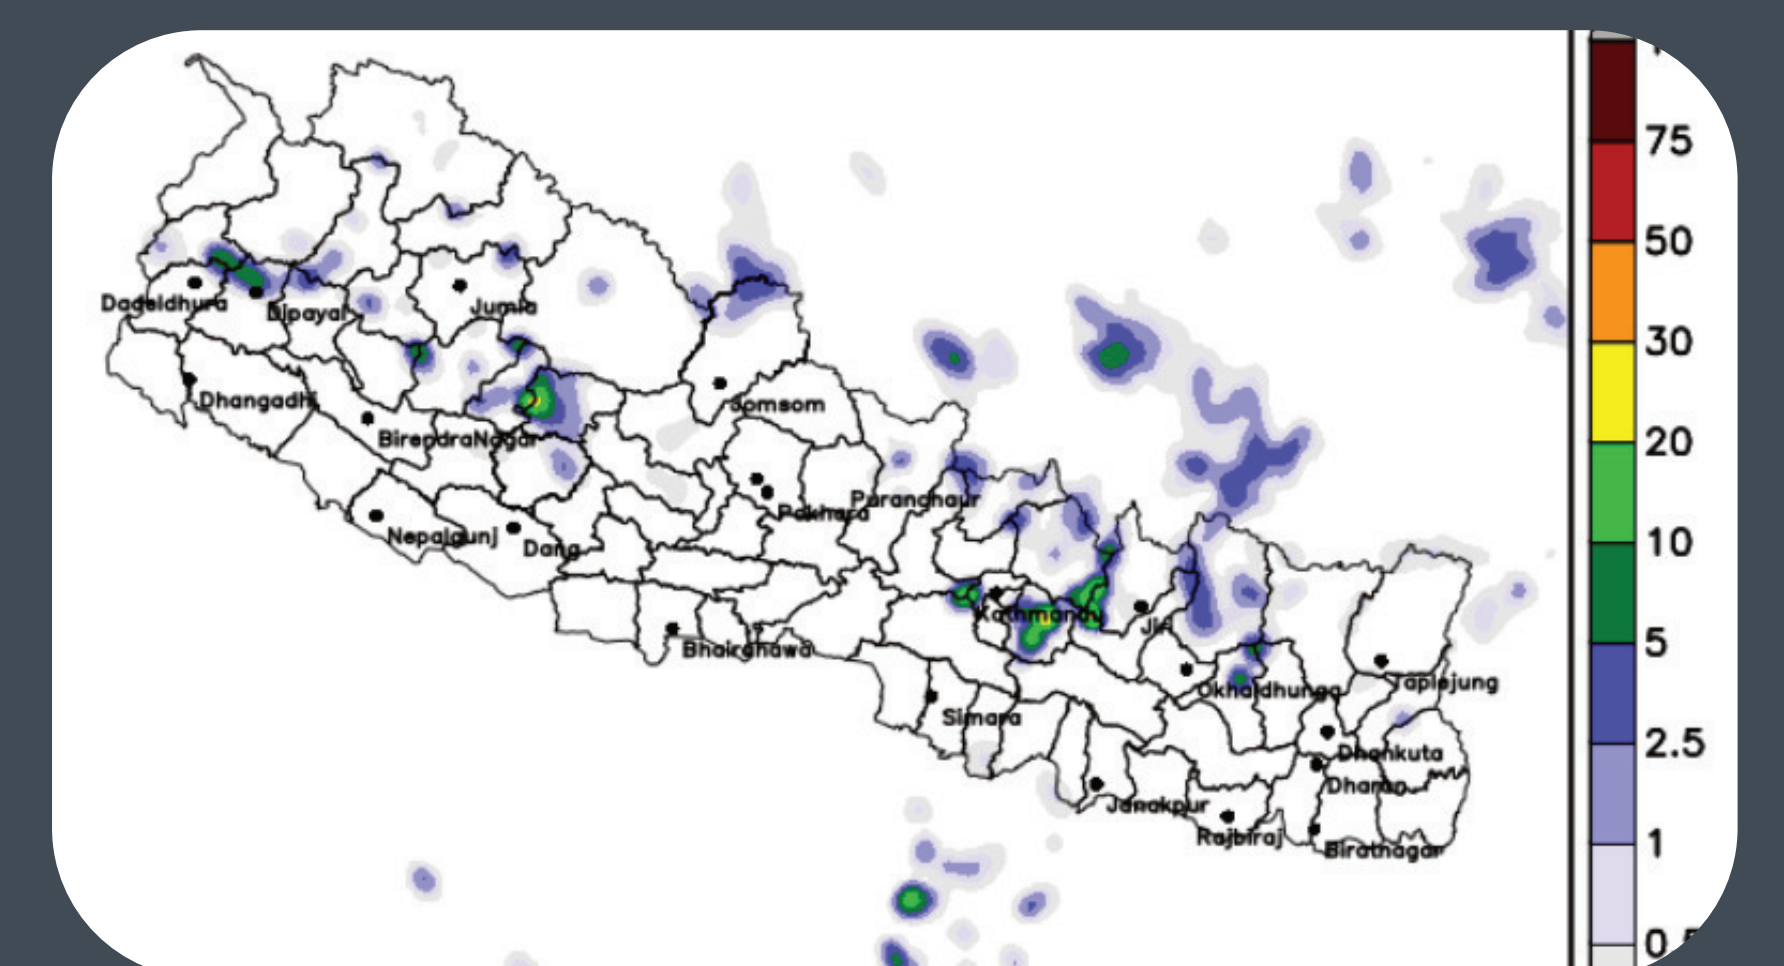 Dadeldhura
Dipayal
Jumla
Dhangadhi
BirendraNagar
Jomsom
Nepalgunj
Dang
Pokhara
Puranchaur
Bhairahawa
Kathmandu
Jiri
Simara
Okhaldhunga
Taplejung
Dhankuta
Dharan
Janakpur
Rajbiraj
Biratnagar
75
50
30
20
10
5
2.5
1